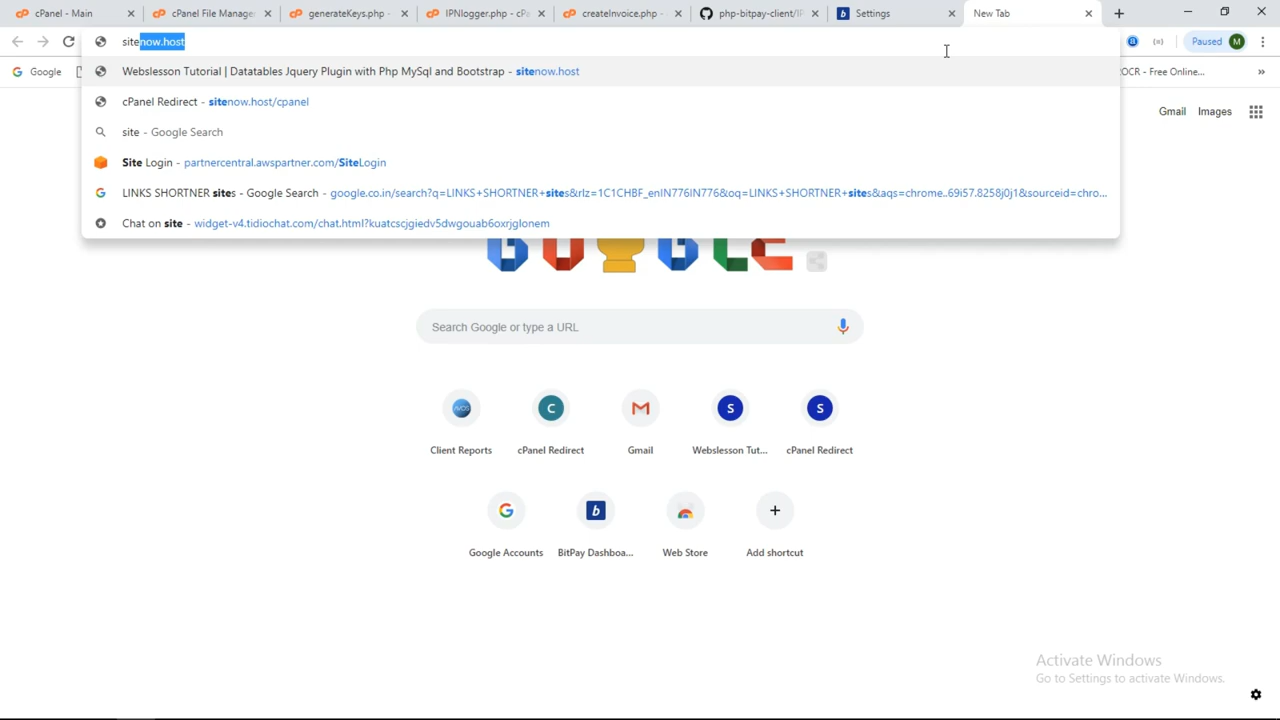 cPanel - Main
cPanel File Manager
generateKeys.php -
IPNlogger.php - cPa
createInvoice.php -
php-bitpay-client/IP
Settings
New Tab
sitenow.host
Paused
M
Google
OCR - Free Online...
»
Webslesson Tutorial | Datatables Jquery Plugin with Php MySql and Bootstrap - sitenow.host
cPanel Redirect - sitenow.host/cpanel
site - Google Search
Site Login - partnercentral.awspartner.com/SiteLogin
LINKS SHORTNER sites - Google Search - google.co.in/search?q=LINKS+SHORTNER+sites&rlz=1C1CHBF_enIN776IN776&oq=LINKS+SHORTNER+sites&aqs=chrome..69i57.8258j0j1&sourceid=chro...
Chat on site - widget-v4.tidiochat.com/chat.html?kuatcscjgiedv5dwgouab6oxrjglonem
Gmail Images
Search Google or type a URL
C
S
S
Client Reports
cPanel Redirect
Gmail
Webslesson Tut...
cPanel Redirect
G
b
Google Accounts
BitPay Dashboa...
Web Store
Add shortcut
Activate Windows
Go to Settings to activate Windows.